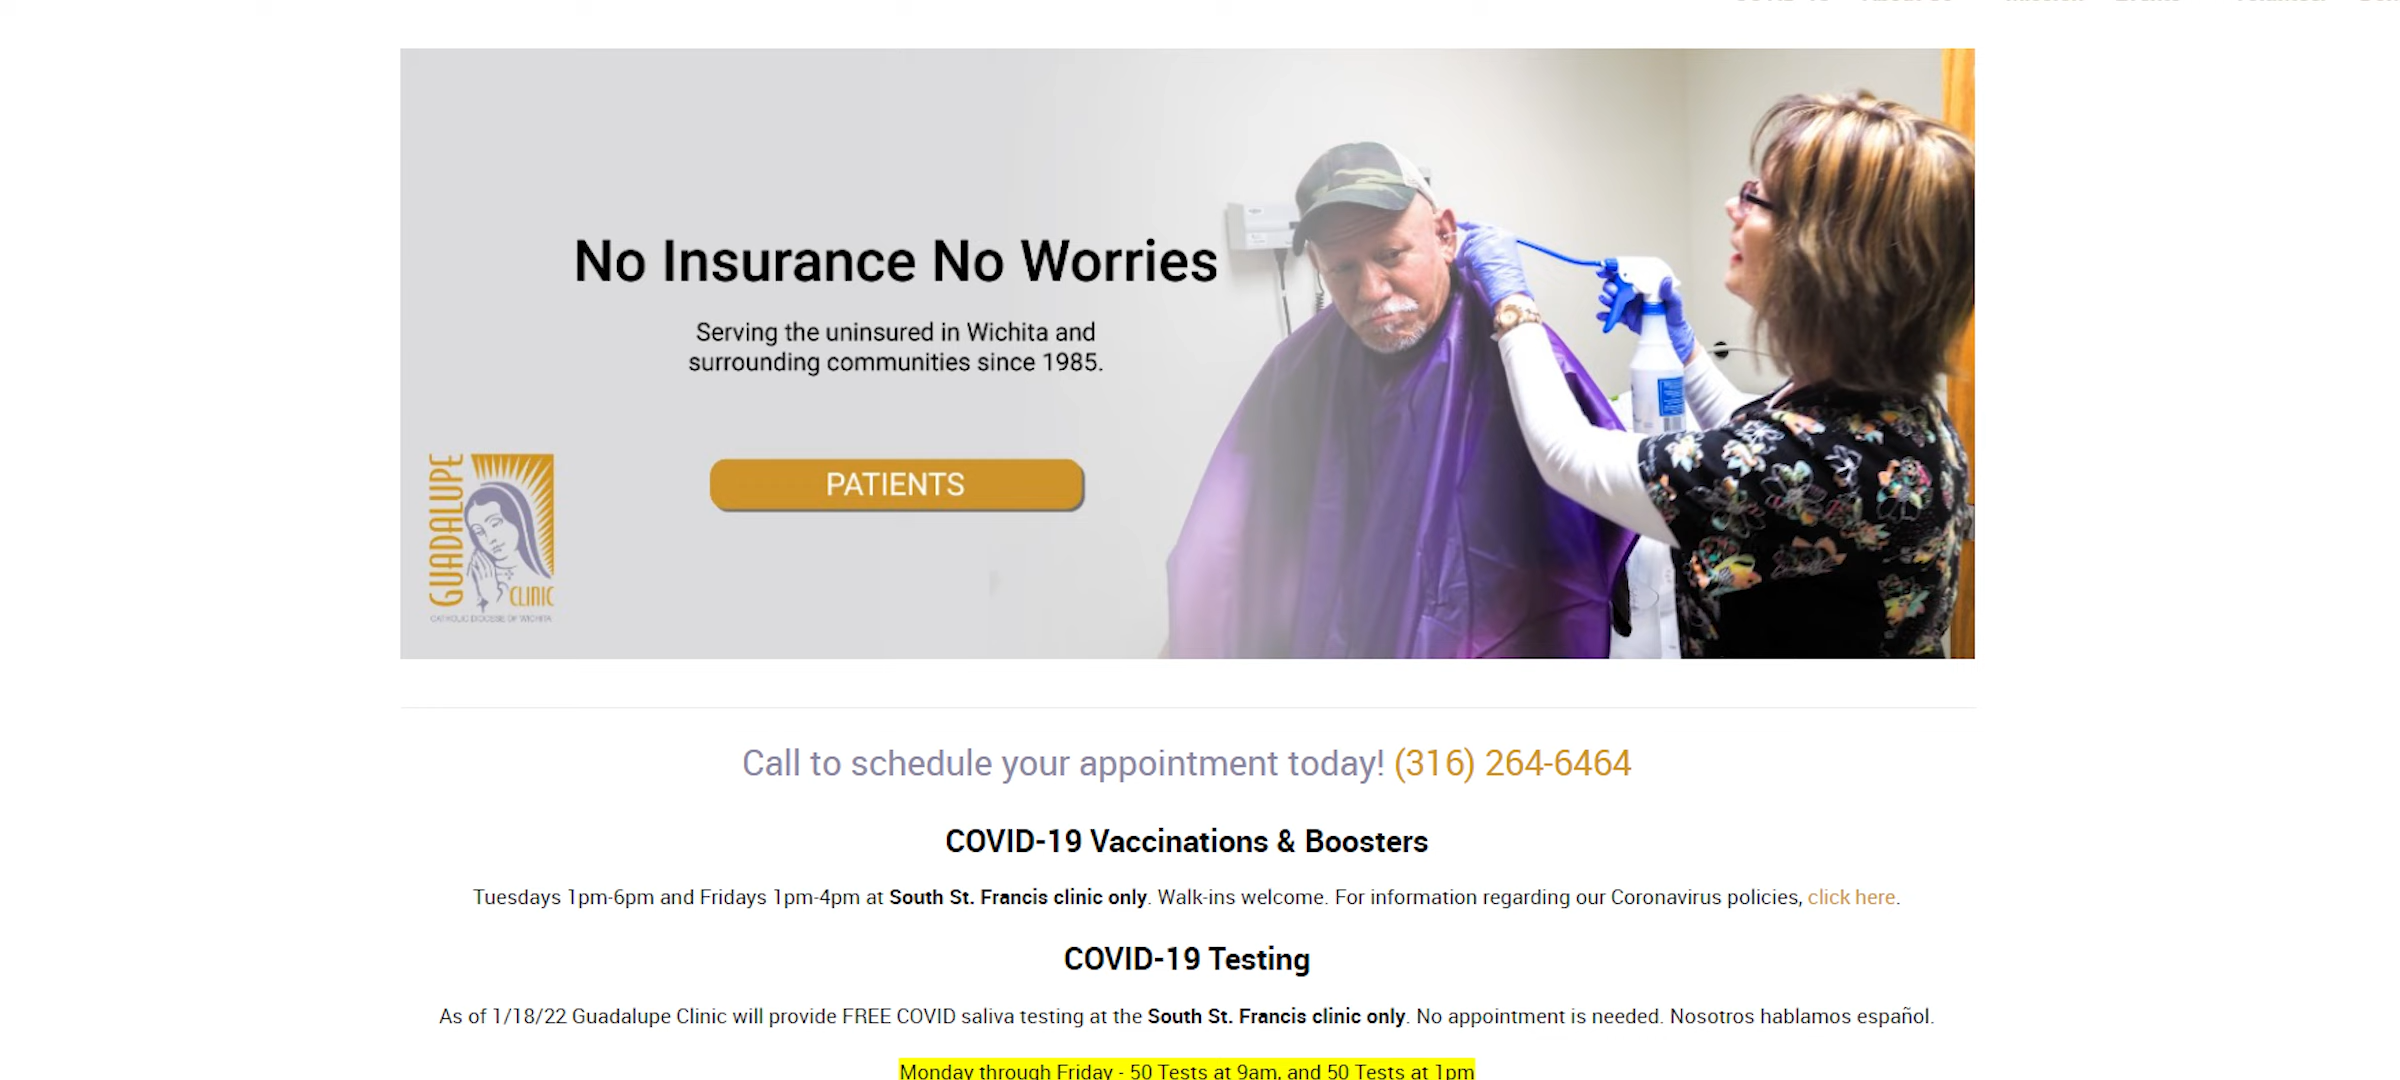 No Insurance No Worries
Serving the uninsured in Wichita and
surrounding communities since 1985.
PATIENTS
GUADALUPE
CLINIC
CATHOLIC DIOCESE OF WICHITA
Call to schedule your appointment today! (316) 264-6464
COVID-19 Vaccinations & Boosters
Tuesdays 1pm-6pm and Fridays 1pm-4pm at South St. Francis clinic only. Walk-ins welcome. For information regarding our Coronavirus policies, click here.
COVID-19 Testing
As of 1/18/22 Guadalupe Clinic will provide FREE COVID saliva testing at the South St. Francis clinic only. No appointment is needed. Nosotros hablamos español.
Monday through Friday - 50 Tests at 9am, and 50 Tests at 1pm